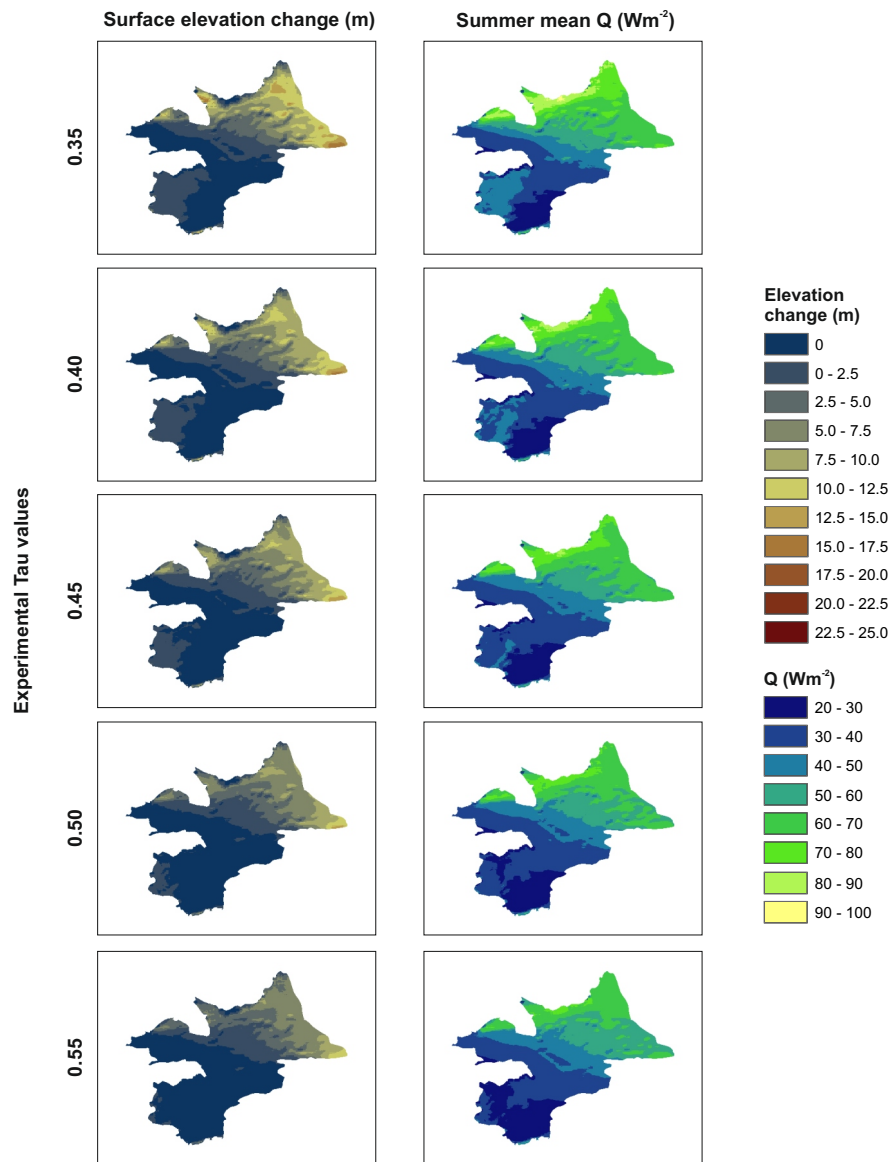 Surface elevation change (m)
Summer mean Q (Wm⁻²)
Experimental Tau values
0.35
0.40
0.45
0.50
0.55
Elevation
change (m)
0
0 - 2.5
2.5 - 5.0
5.0 - 7.5
7.5 - 10.0
10.0 - 12.5
12.5 - 15.0
15.0 - 17.5
17.5 - 20.0
20.0 - 22.5
22.5 - 25.0
Q (Wm⁻²)
20 - 30
30 - 40
40 - 50
50 - 60
60 - 70
70 - 80
80 - 90
90 - 100